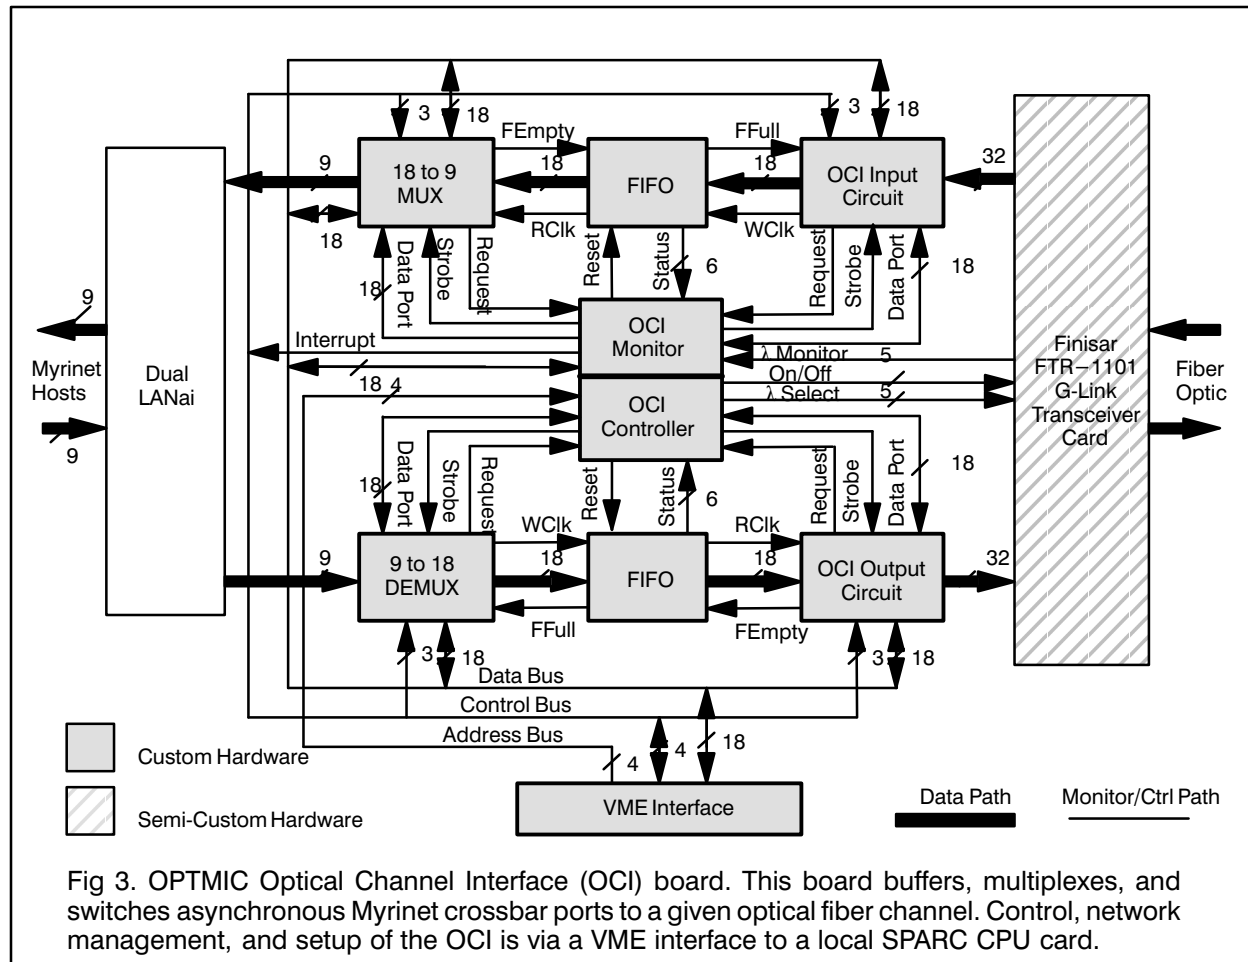 3
18
3
18
FEmpty
FFull
9
18 to 9
MUX
18
FIFO
18
OCI Input
Circuit
32
18
RClk
WClk
Data Port
Strobe
Request
Reset
Status
6
Request
Strobe
Data Port
18
18
9
Myrinet
Hosts
9
Dual
LANai
Interrupt
OCI
Monitor
λ Monitor
5
On/Off
18
4
λ Select
5
OCI
Controller
Finisar
FTR–1101
G-Link
Transceiver
Card
Fiber
Optic
18
Data Port
Strobe
Request
Reset
Status
6
Request
Strobe
Data Port
18
WClk
RClk
9
9 to 18
DEMUX
18
FIFO
18
OCI Output
Circuit
32
FFull
FEmpty
3
18
3
18
Data Bus
Control Bus
Address Bus
4
4
18
VME Interface
Custom Hardware
Semi-Custom Hardware
Data Path
Monitor/Ctrl Path
Fig 3. OPTMIC Optical Channel Interface (OCI) board. This board buffers, multiplexes, and
switches asynchronous Myrinet crossbar ports to a given optical fiber channel. Control, network
management, and setup of the OCI is via a VME interface to a local SPARC CPU card.